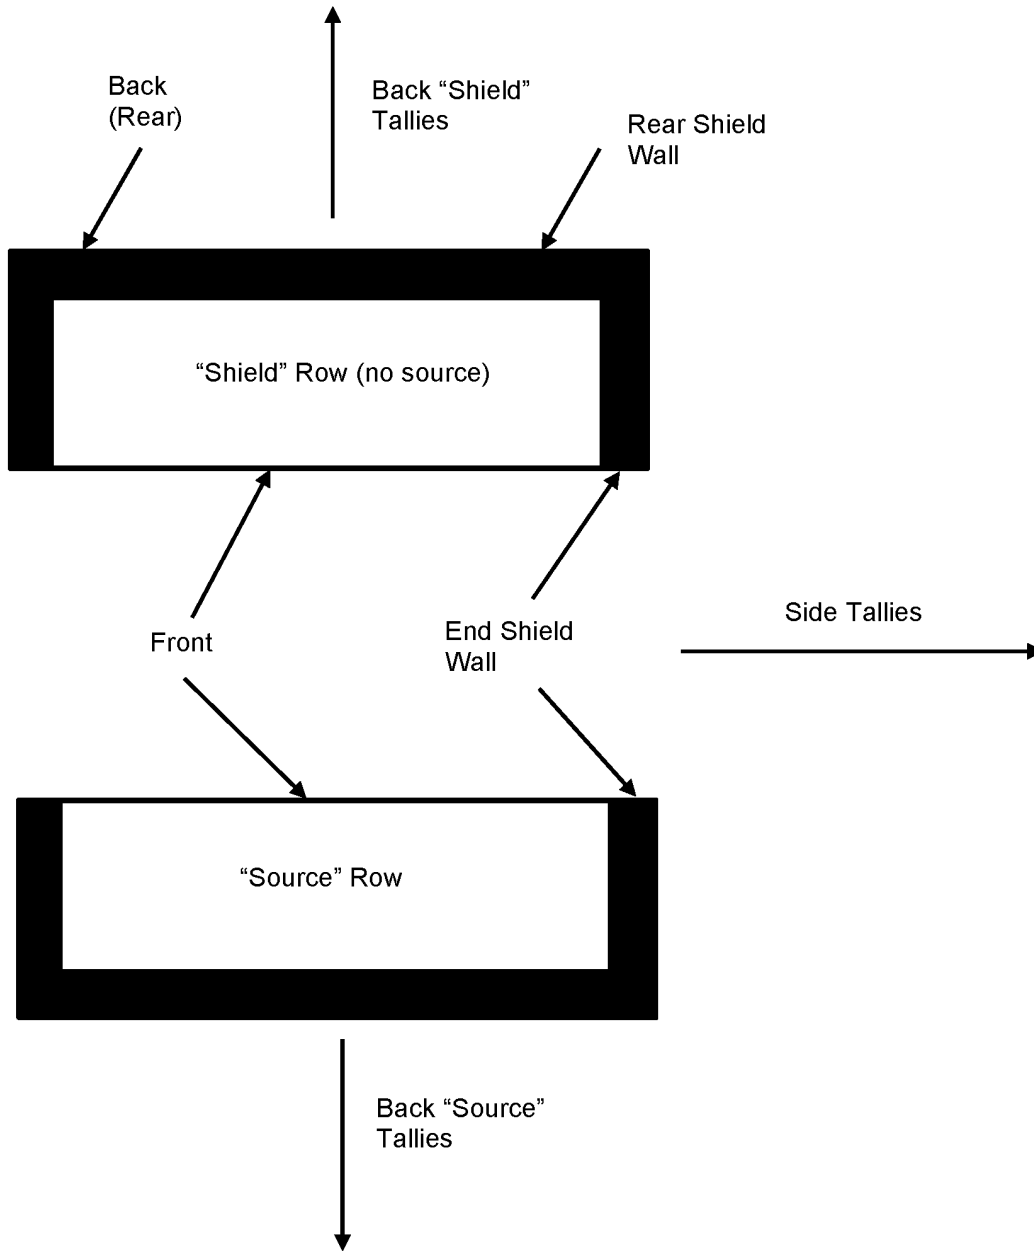 Back
(Rear)
Back “Shield”
Tallies
Rear Shield
Wall
“Shield” Row (no source)
Front
End Shield
Wall
Side Tallies
“Source” Row
Back “Source”
Tallies